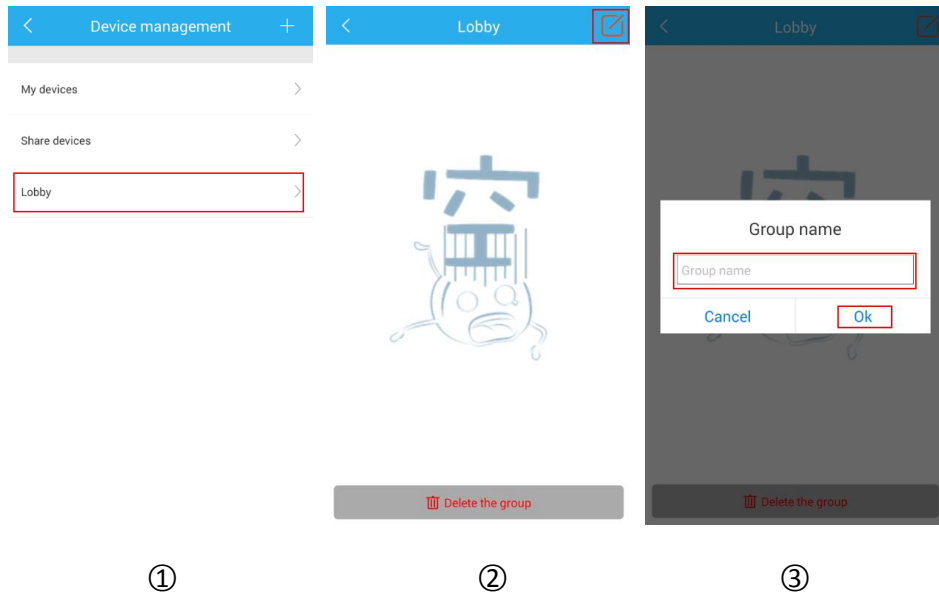 Device management
My devices
Share devices
Lobby
Lobby
Delete the group
Lobby
Group name
Group name
Cancel
Ok
Delete the group
①
②
③